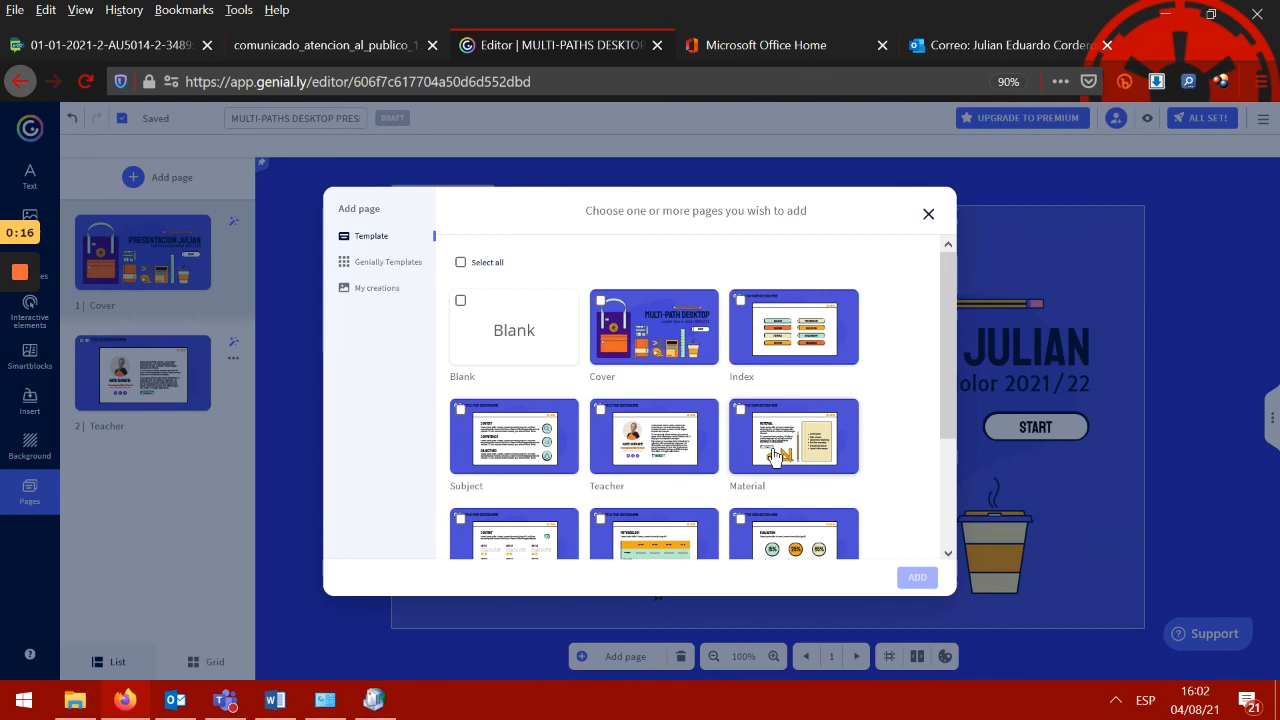 File Edit View History Bookmarks Tools Help
01-01-2021-2-AU5014-2-3489:
comunicado_atencion_al_publico_1
Editor | MULTI-PATHS DESKTOP
Microsoft Office Home
Correo: Julian Eduardo Cordero
https://app.genial.ly/editor/606f7c617704a50d6d552dbd
90%
Saved
MULTI-PATHS DESKTOP PRES
DRAFT
UPGRADE TO PREMIUM
ALL SET!
Text
Add page
0:16
PRESENTACION JULIAN
1 | Cover
Interactive
elements
Smartblocks
2 | Teacher
Insert
Background
Pages
List
Grid
Add page
Template
Genially Templates
My creations
Choose one or more pages you wish to add
Select all
Blank
MULTI-PATH DESKTOP
Blank
Cover
Index
Subject
Teacher
Material
ADD
JULIAN
olor 2021/22
START
Support
Add page
100%
1
ESP
16:02
04/08/21
21